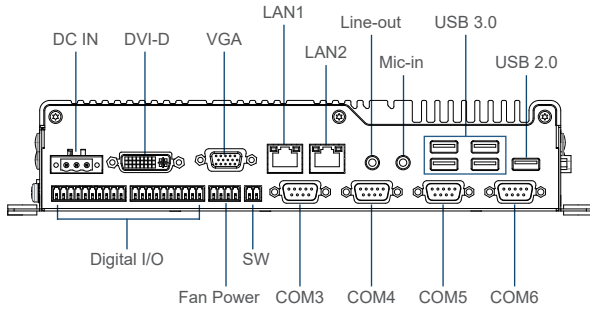 LAN1 Line-out USB 3.0
DC IN DVI-D VGA LAN2 Mic-in USB 2.0
Digital I/O SW
Fan Power COM3 COM4 COM5 COM6